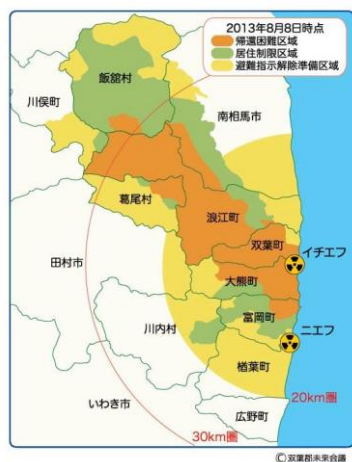 2013年8月8日時点
帰還困難区域
居住制限区域
避難指示解除準備区域
飯舘村
川俣町
南相馬市
葛尾村
浪江町
双葉町
イチエフ
田村市
大熊町
富岡町
川内村
ニエフ
楢葉町
いわき市
20km圏
広野町
30km圏
© 双葉郡未来会議